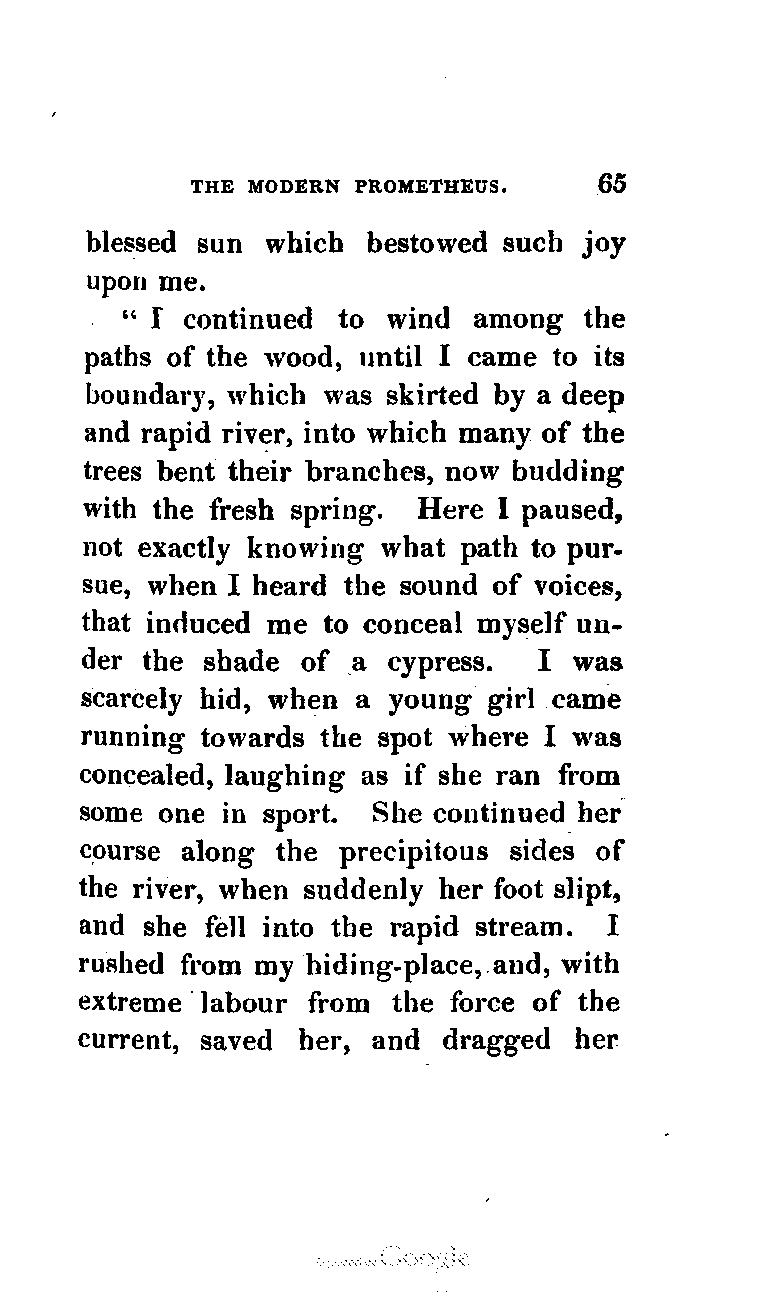 THE MODERN PROMETHEUS. 65
blessed sun which bestowed such joy
upon me.
“ I continued to wind among the
paths of the wood, until I came to its
boundary, which was skirted by a deep
and rapid river, into which many of the
trees bent their branches, now budding
with the fresh spring. Here I paused,
not exactly knowing what path to pur-
sue, when I heard the sound of voices,
that induced me to conceal myself un-
der the shade of a cypress. I was
scarcely hid, when a young girl came
running towards the spot where I was
concealed, laughing as if she ran from
some one in sport. She continued her
course along the precipitous sides of
the river, when suddenly her foot slipt,
and she fell into the rapid stream. I
rushed from my hiding-place, and, with
extreme labour from the force of the
current, saved her, and dragged her
Google